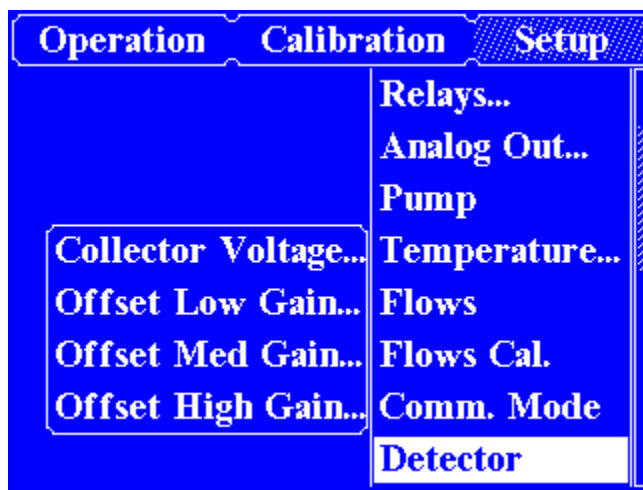 Operation Calibration Setup
Relays...
Analog Out...
Pump
Collector Voltage... Temperature...
Offset Low Gain... Flows
Offset Med Gain... Flows Cal.
Offset High Gain... Comm. Mode
Detector